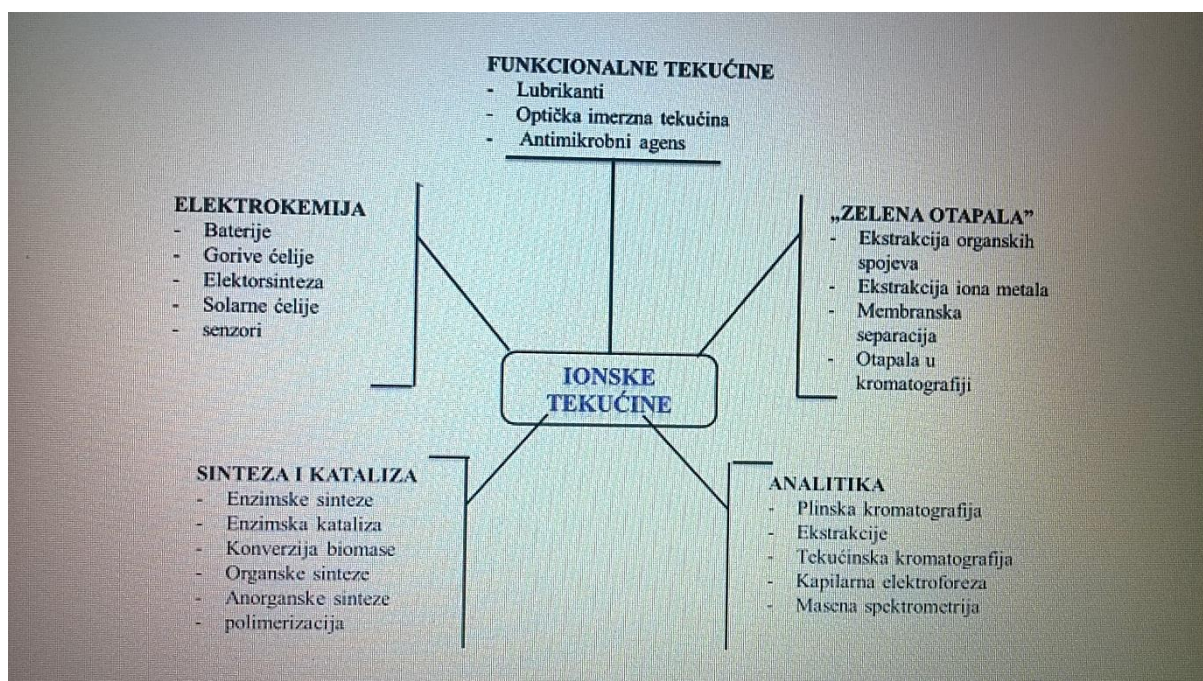 FUNKCIONALNE TEKUĆINE
- Lubrikanti
- Optička imerzna tekućina
- Antimikrobni agens
ELEKTROKEMIJA
- Baterije
- Gorive ćelije
- Elektorsinteza
- Solarne ćelije
- senzori
„ZELENA OTAPALA”
- Ekstrakcija organskih
spojeva
- Ekstrakcija iona metala
- Membranska
separacija
- Otapala u
kromatografiji
IONSKE
TEKUĆINE
SINTEZA I KATALIZA
- Enzimske sinteze
- Enzimska kataliza
- Konverzija biomase
- Organske sinteze
- Anorganske sinteze
- polimerizacija
ANALITIKA
- Plinska kromatografija
- Ekstrakcije
- Tekućinska kromatografija
- Kapilarna elektroforeza
- Masena spektrometrija